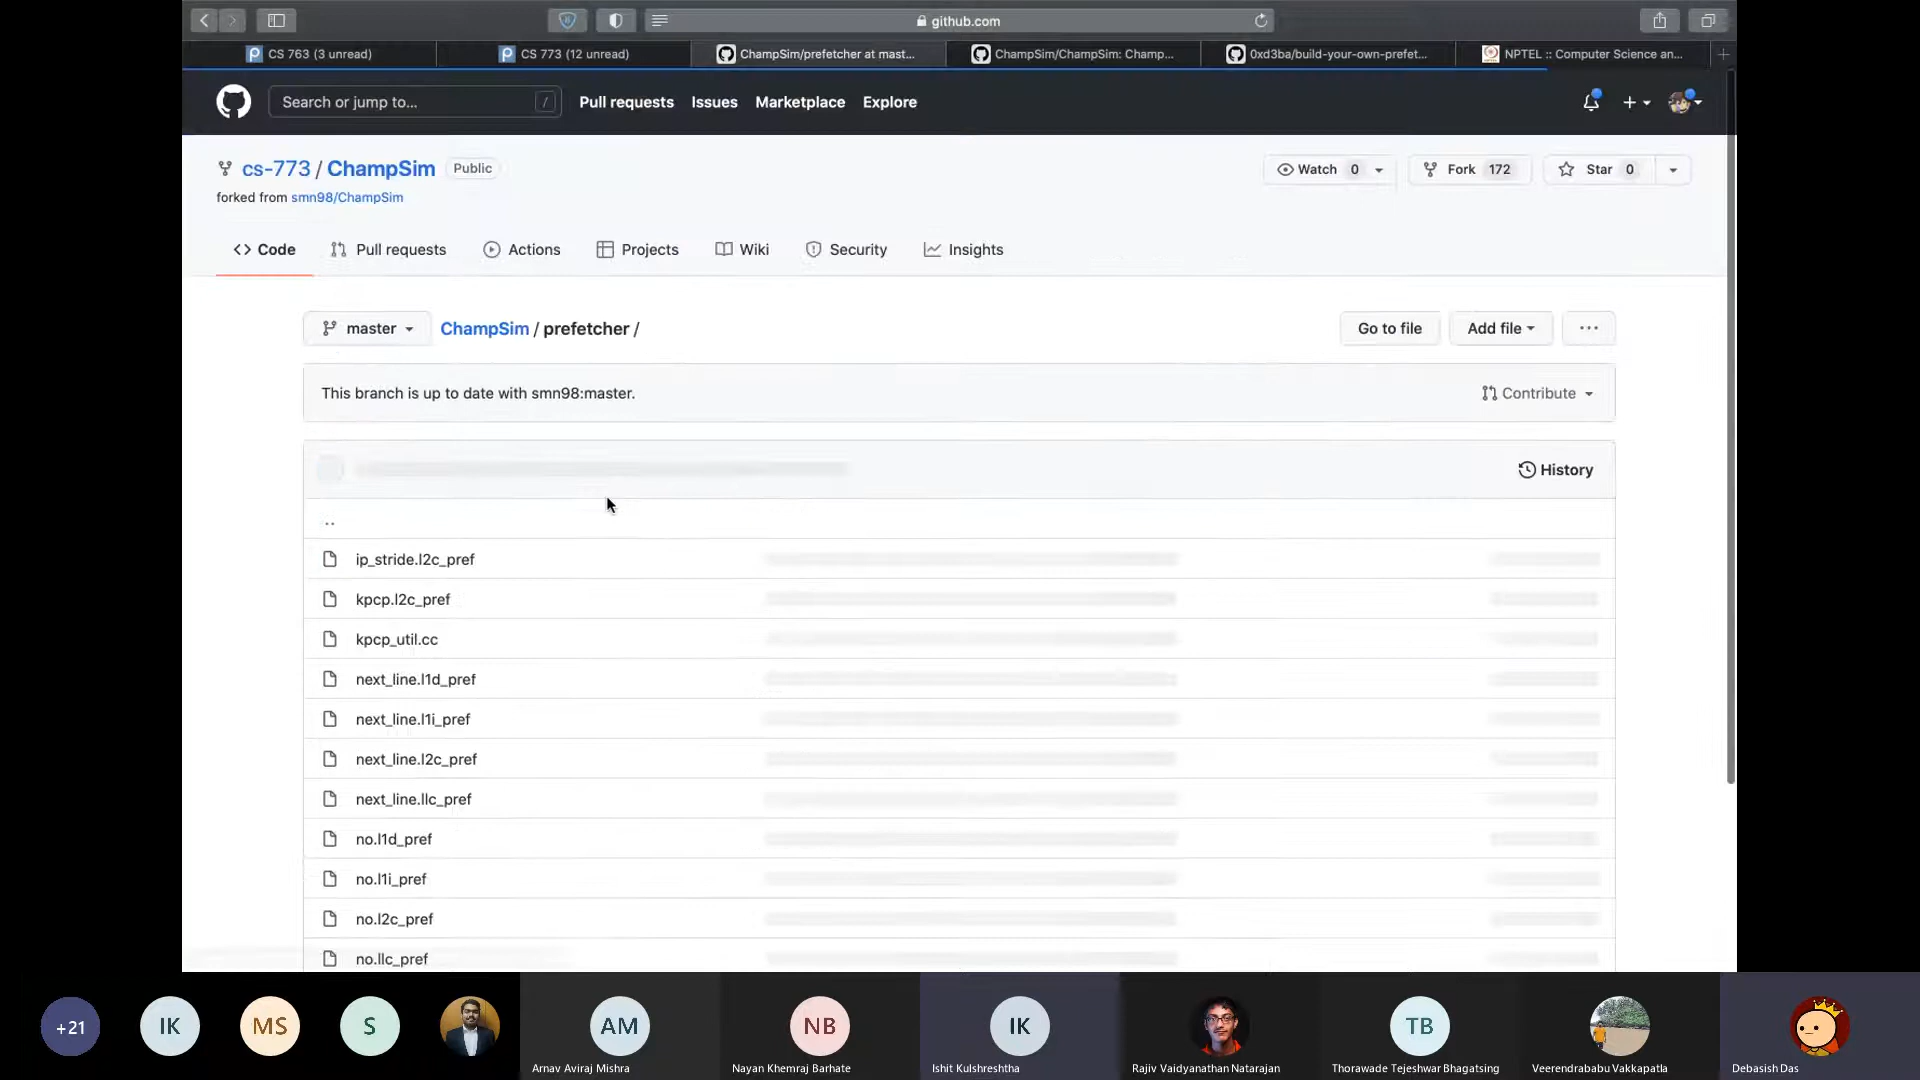 github.com
CS 763 (3 unread)
CS 773 (12 unread)
ChampSim/prefetcher at mast...
ChampSim/ChampSim: Champ...
0xd3ba/build-your-own-prefet...
NPTEL :: Computer Science an...
Search or jump to...
/
Pull requests
Issues
Marketplace
Explore
cs-773 / ChampSim
Public
Watch 0
Fork 172
Star 0
forked from smn98/ChampSim
Code
Pull requests
Actions
Projects
Wiki
Security
Insights
master
ChampSim / prefetcher /
Go to file
Add file
...
This branch is up to date with smn98:master.
Contribute
History
..
ip_stride.l2c_pref
kpcp.l2c_pref
kpcp_util.cc
next_line.l1d_pref
next_line.l1i_pref
next_line.l2c_pref
next_line.llc_pref
no.l1d_pref
no.l1i_pref
no.l2c_pref
no.llc_pref
+21
IK
MS
S
AM
NB
IK
TB
Arnav Aviraj Mishra
Nayan Khemraj Barhate
Ishit Kulshreshtha
Rajiv Vaidyanathan Natarajan
Thorawade Tejeshwar Bhagatsing
Veerendrababu Vakkapatla
Debasish Das